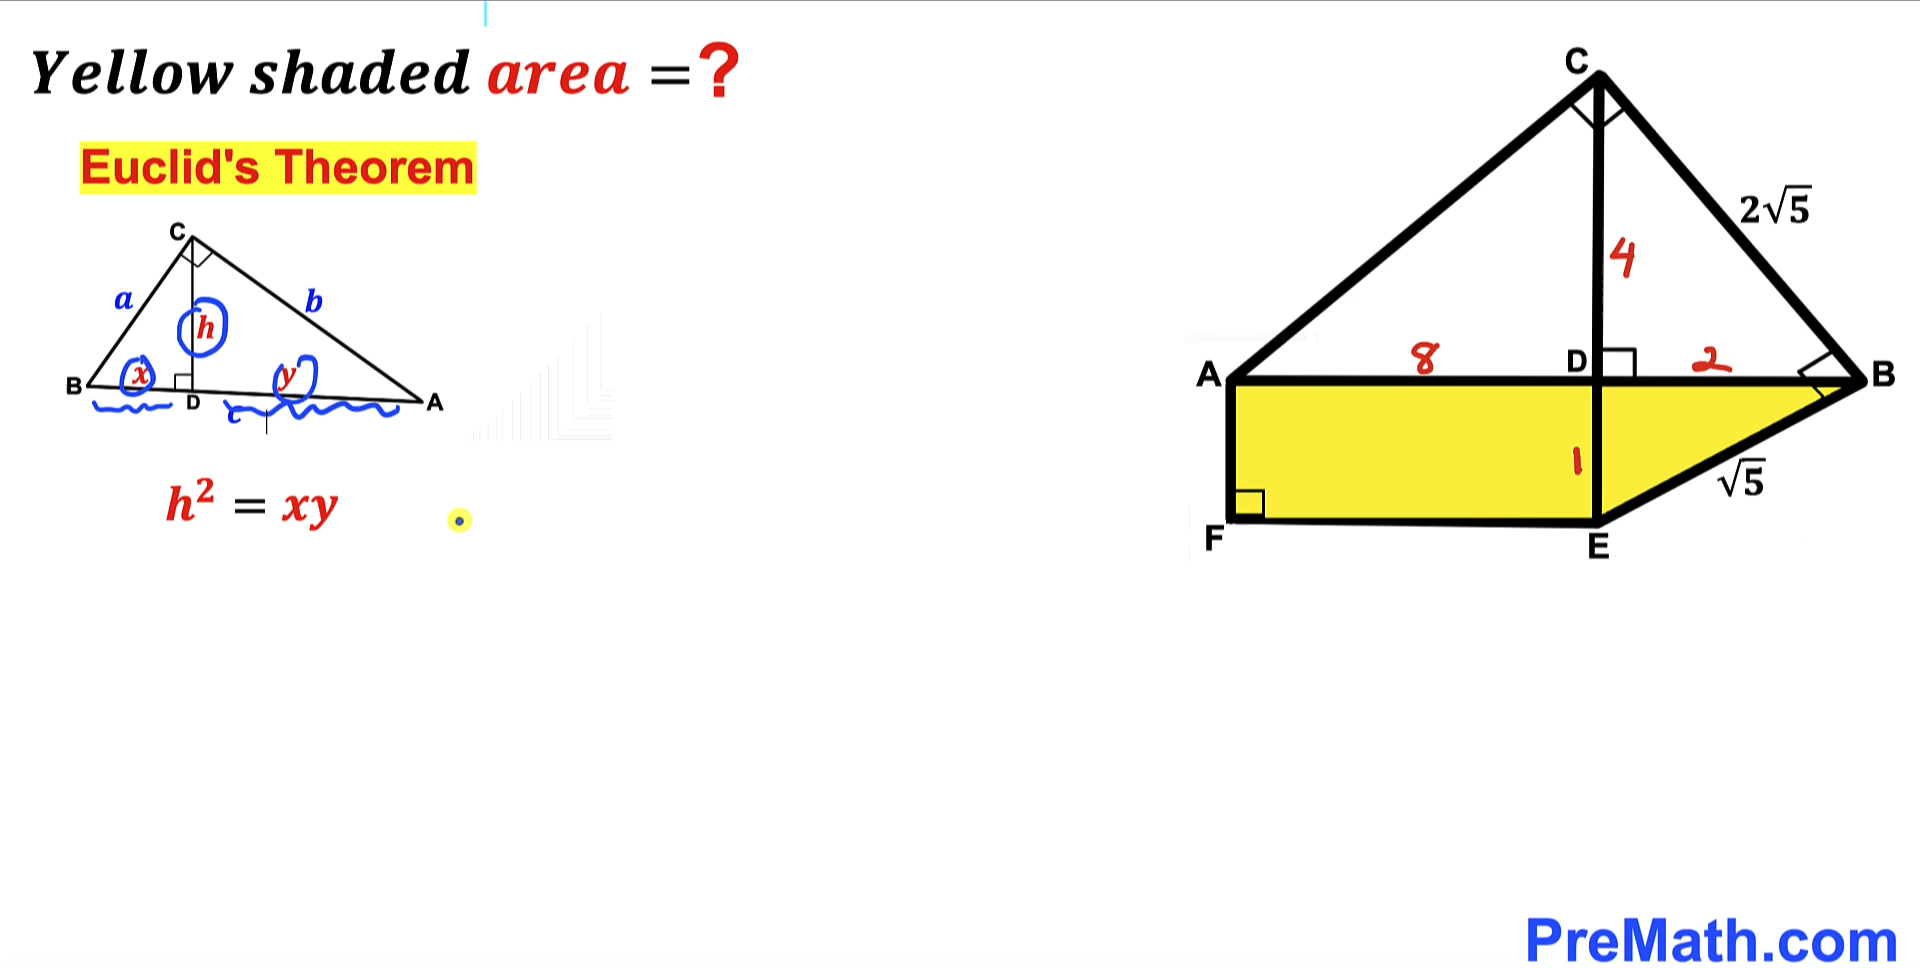 Yellow shaded area =?
Euclid's Theorem
C
a
b
h
x
y
B
D
c
A
h² = xy
C
2√5
4
A
8
D
2
B
1
√5
F
E
PreMath.com